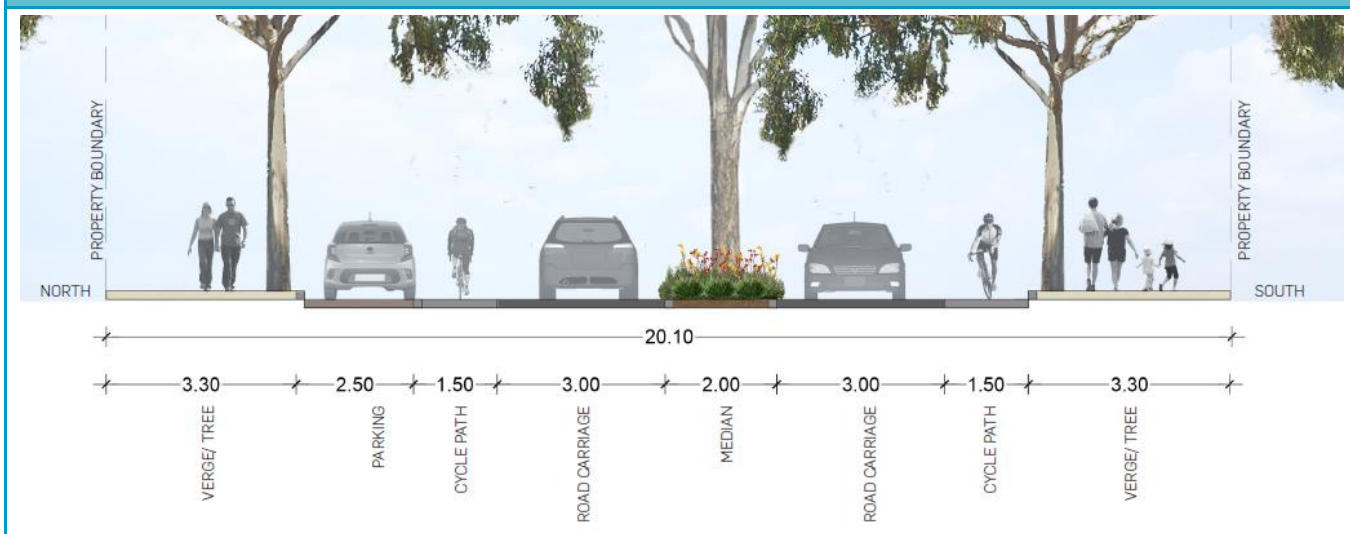 PROPERTY BOUNDARY
PROPERTY BOUNDARY
NORTH
SOUTH
20.10
3.30
2.50
1.50
3.00
2.00
3.00
1.50
3.30
VERGE/ TREE
PARKING
CYCLE PATH
ROAD CARRIAGE
MEDIAN
ROAD CARRIAGE
CYCLE PATH
VERGE/ TREE